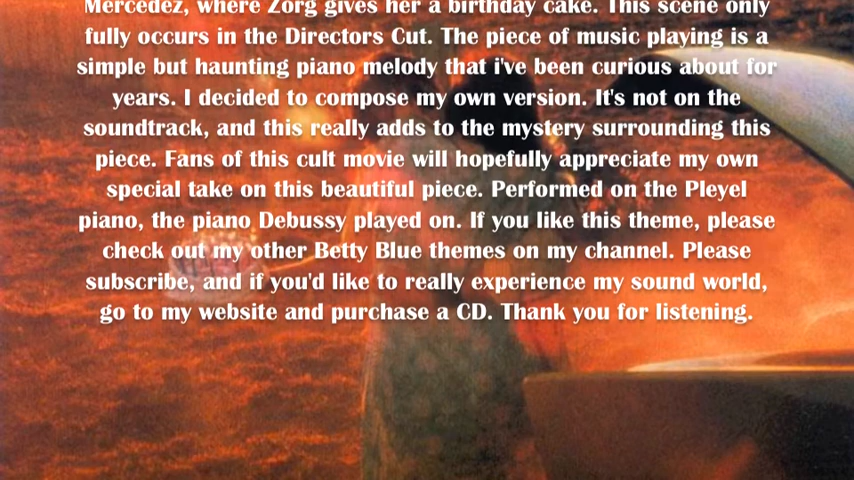 Mercedez, where Zorg gives her a birthday cake. This scene only
fully occurs in the Directors Cut. The piece of music playing is a
simple but haunting piano melody that i've been curious about for
years. I decided to compose my own version. It's not on the
soundtrack, and this really adds to the mystery surrounding this
piece. Fans of this cult movie will hopefully appreciate my own
special take on this beautiful piece. Performed on the Pleyel
piano, the piano Debussy played on. If you like this theme, please
check out my other Betty Blue themes on my channel. Please
subscribe, and if you'd like to really experience my sound world,
go to my website and purchase a CD. Thank you for listening.